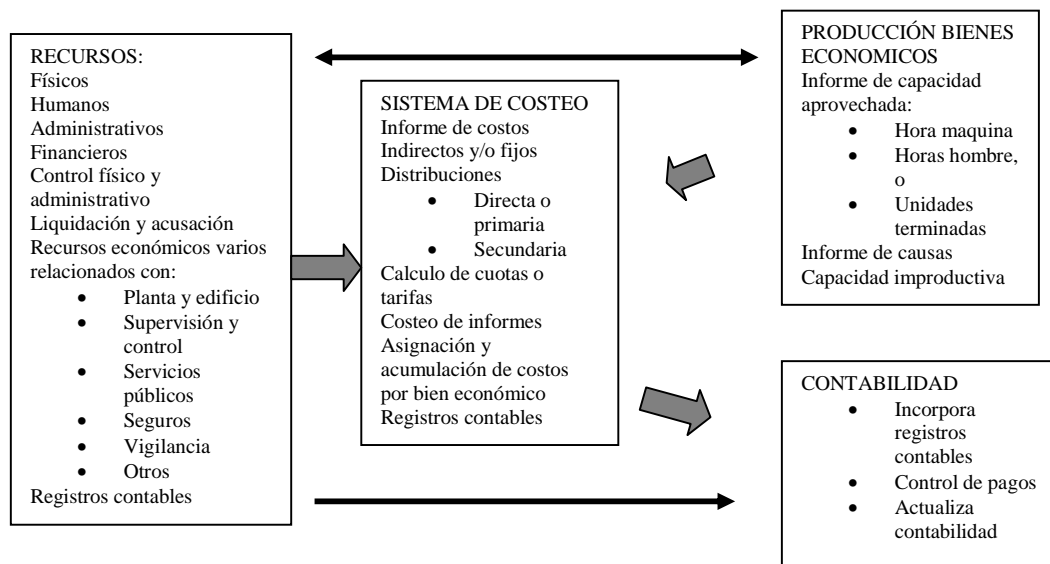 RECURSOS:
Físicos
Humanos
Administrativos
Financieros
Control físico y
administrativo
Liquidación y acusación
Recursos económicos varios
relacionados con:
• Planta y edificio
• Supervisión y
control
• Servicios
públicos
• Seguros
• Vigilancia
• Otros
Registros contables
SISTEMA DE COSTEO
Informe de costos
Indirectos y/o fijos
Distribuciones
• Directa o
primaria
• Secundaria
Calculo de cuotas o
tarifas
Costeo de informes
Asignación y
acumulación de costos
por bien económico
Registros contables
PRODUCCIÓN BIENES
ECONOMICOS
Informe de capacidad
aprovechada:
• Hora maquina
• Horas hombre,
o
• Unidades
terminadas
Informe de causas
Capacidad improductiva
CONTABILIDAD
• Incorpora
registros
contables
• Control de pagos
• Actualiza
contabilidad